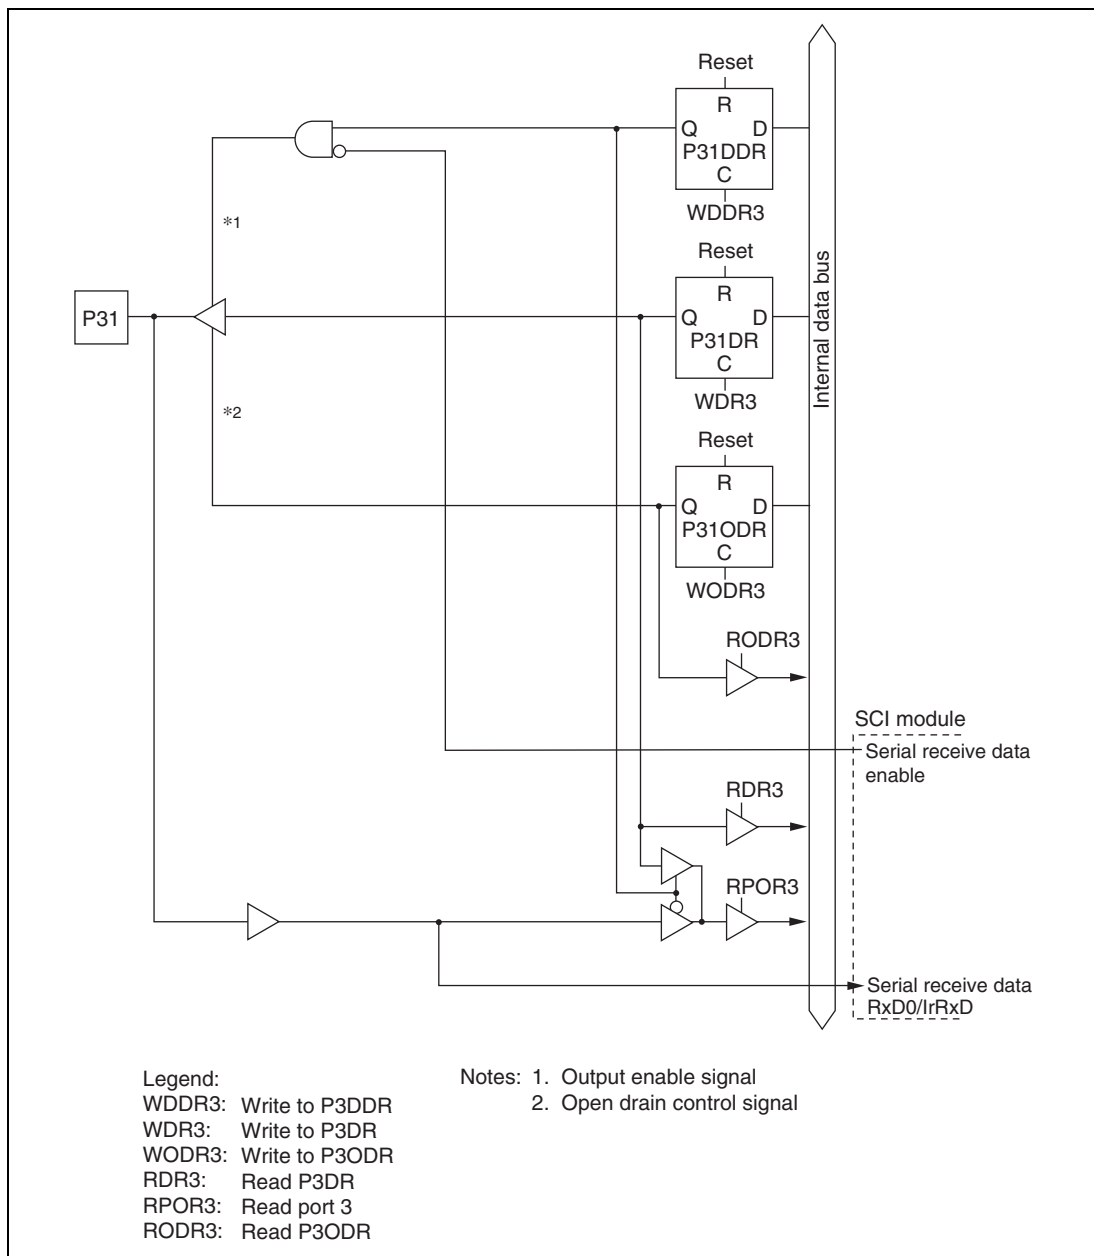 Reset
R
Q D
P31DDR
C
WDDR3
*1
Reset
R
P31
Q D
P31DR
C
WDR3
Internal data bus
*2
Reset
R
Q D
P31ODR
C
WODR3
RODR3
SCI module
Serial receive data
enable
RDR3
RPOR3
Serial receive data
RxD0/IrRxD
Legend:
WDDR3: Write to P3DDR
WDR3: Write to P3DR
WODR3: Write to P3ODR
RDR3: Read P3DR
RPOR3: Read port 3
RODR3: Read P3ODR
Notes: 1. Output enable signal
2. Open drain control signal